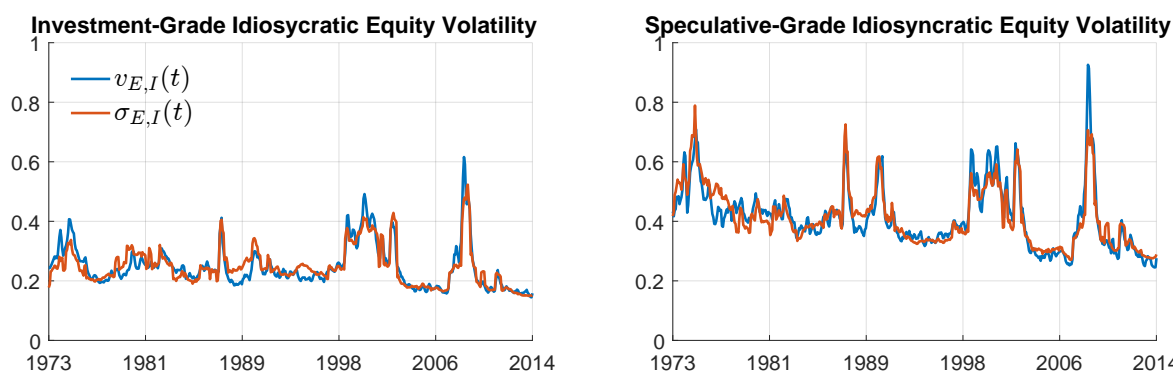 Investment-Grade Idiosycratic Equity Volatility
1
0.8
0.6
0.4
0.2
0
v_{E,I}(t)
σ_{E,I}(t)
1973 1981 1989 1998 2006 2014
Speculative-Grade Idiosyncratic Equity Volatility
1
0.8
0.6
0.4
0.2
0
1973 1981 1989 1998 2006 2014